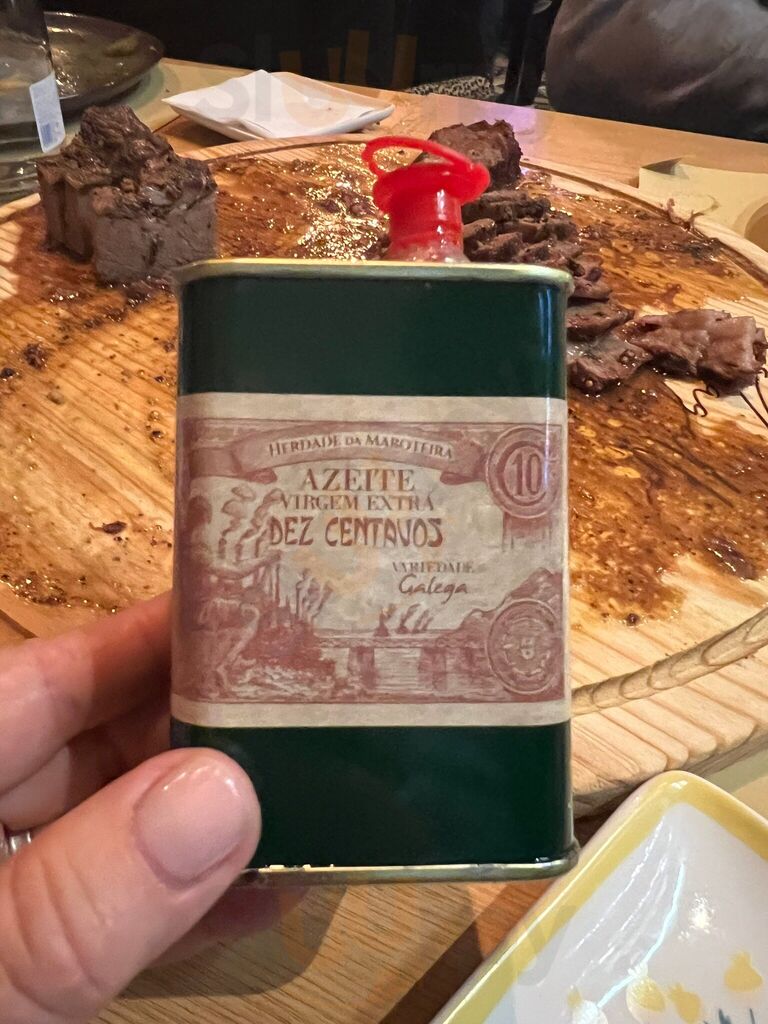 HERDADE DA MAROTEIRA
10
AZEITE
VIRGEM EXTRA
DEZ CENTAVOS
VARIEDADE
Galega